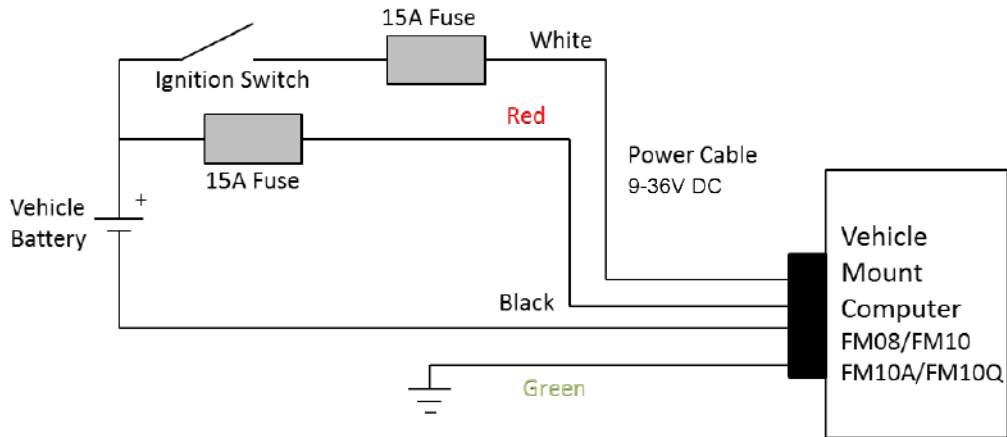 15A Fuse
White
Ignition Switch
Red
15A Fuse
Power Cable
9-36V DC
+
Vehicle
Battery
Black
Green
Vehicle
Mount
Computer
FM08/FM10
FM10A/FM10Q